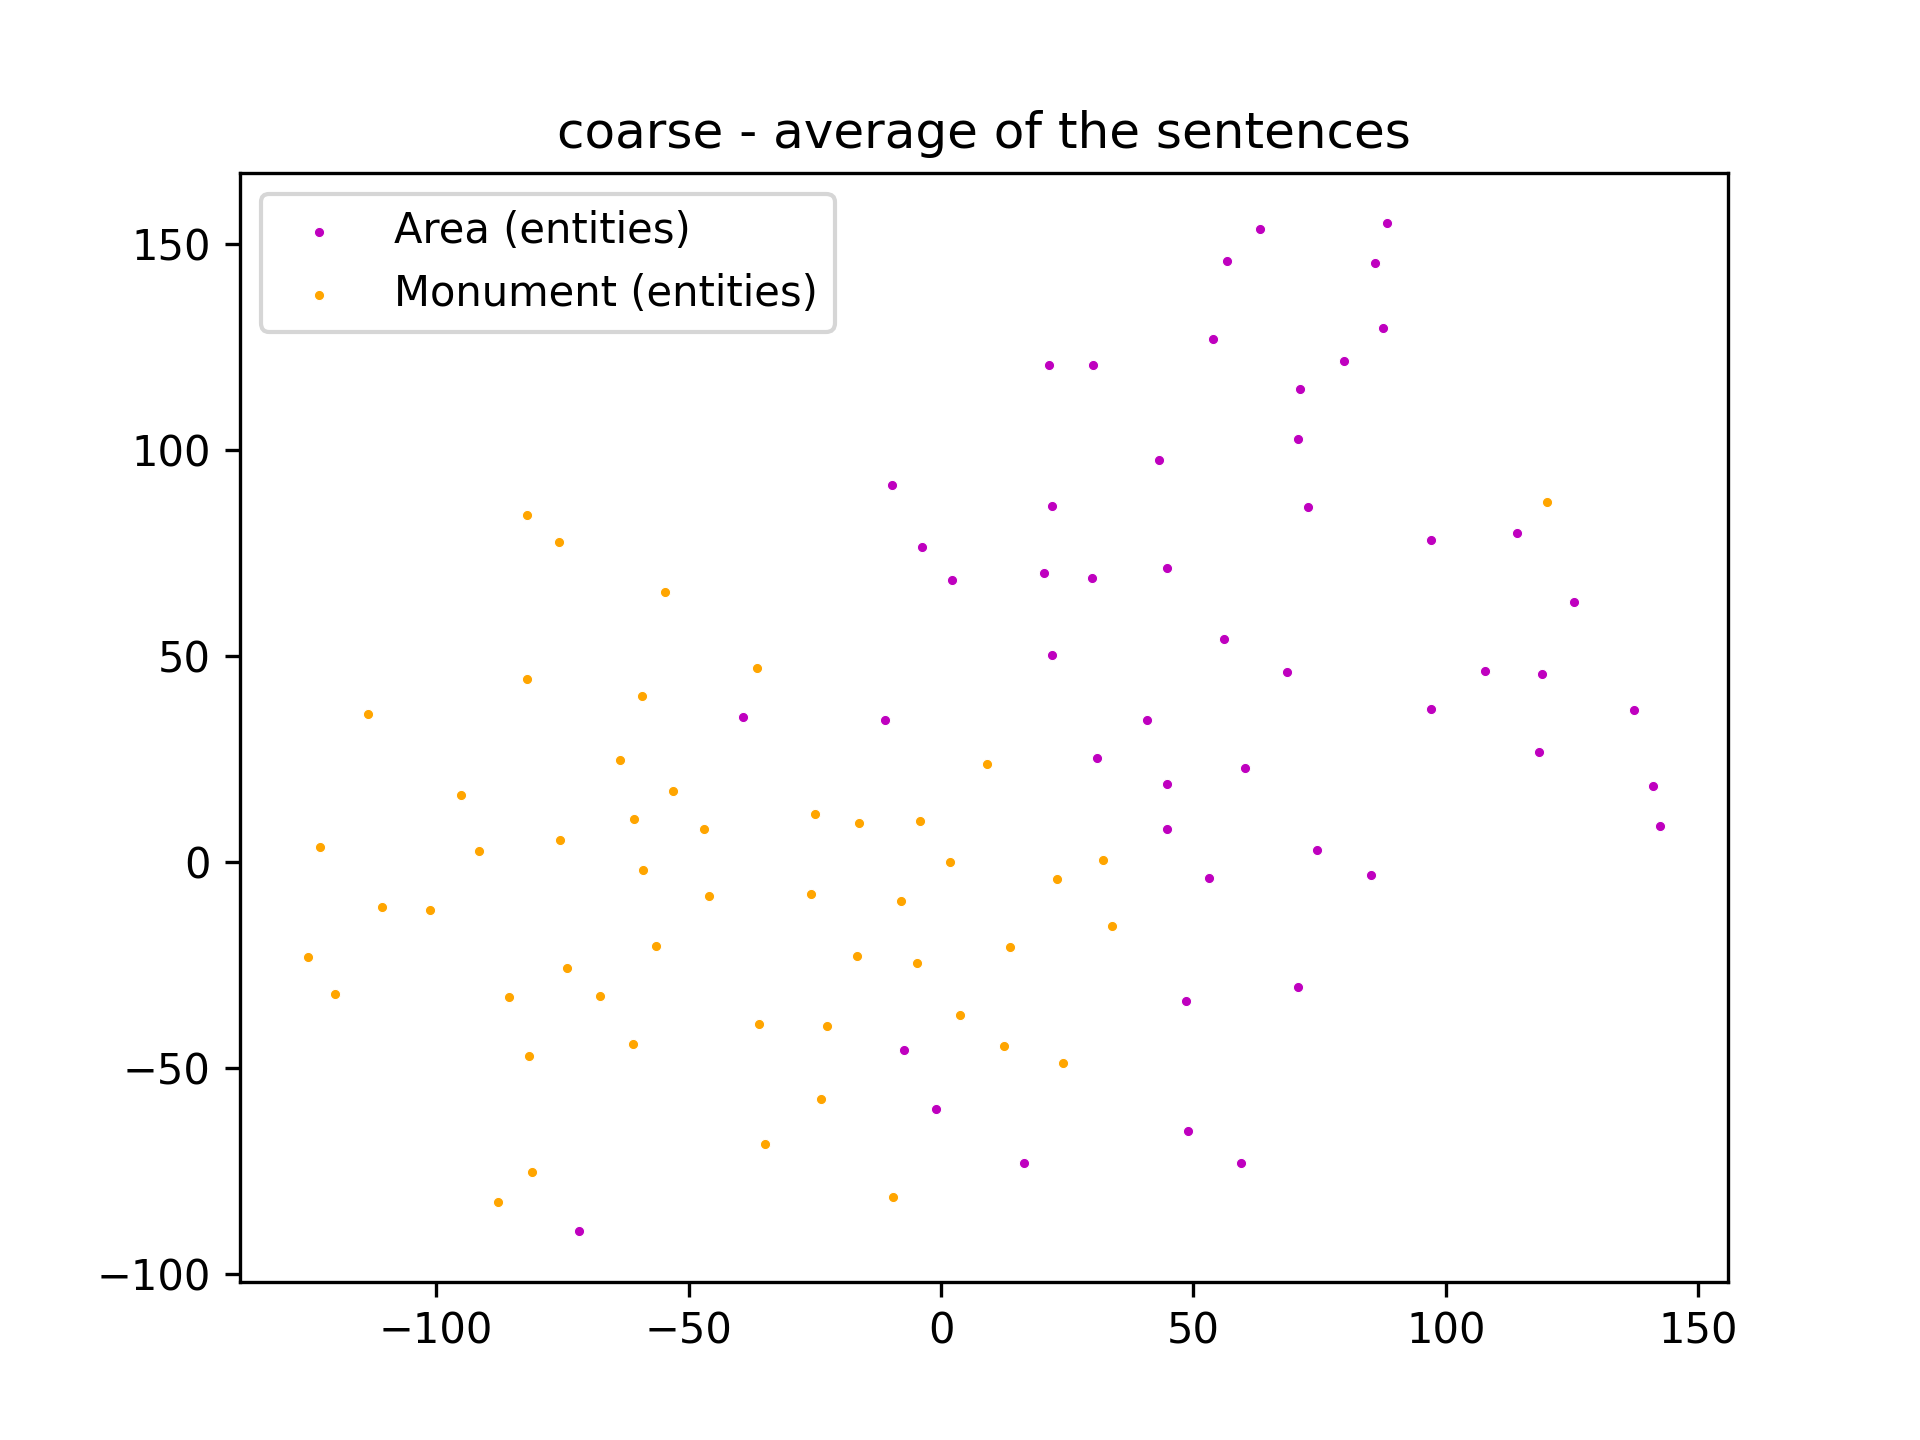 coarse - average of the sentences
Area (entities)
Monument (entities)
150
100
50
0
−50
−100
−100 −50 0 50 100 150